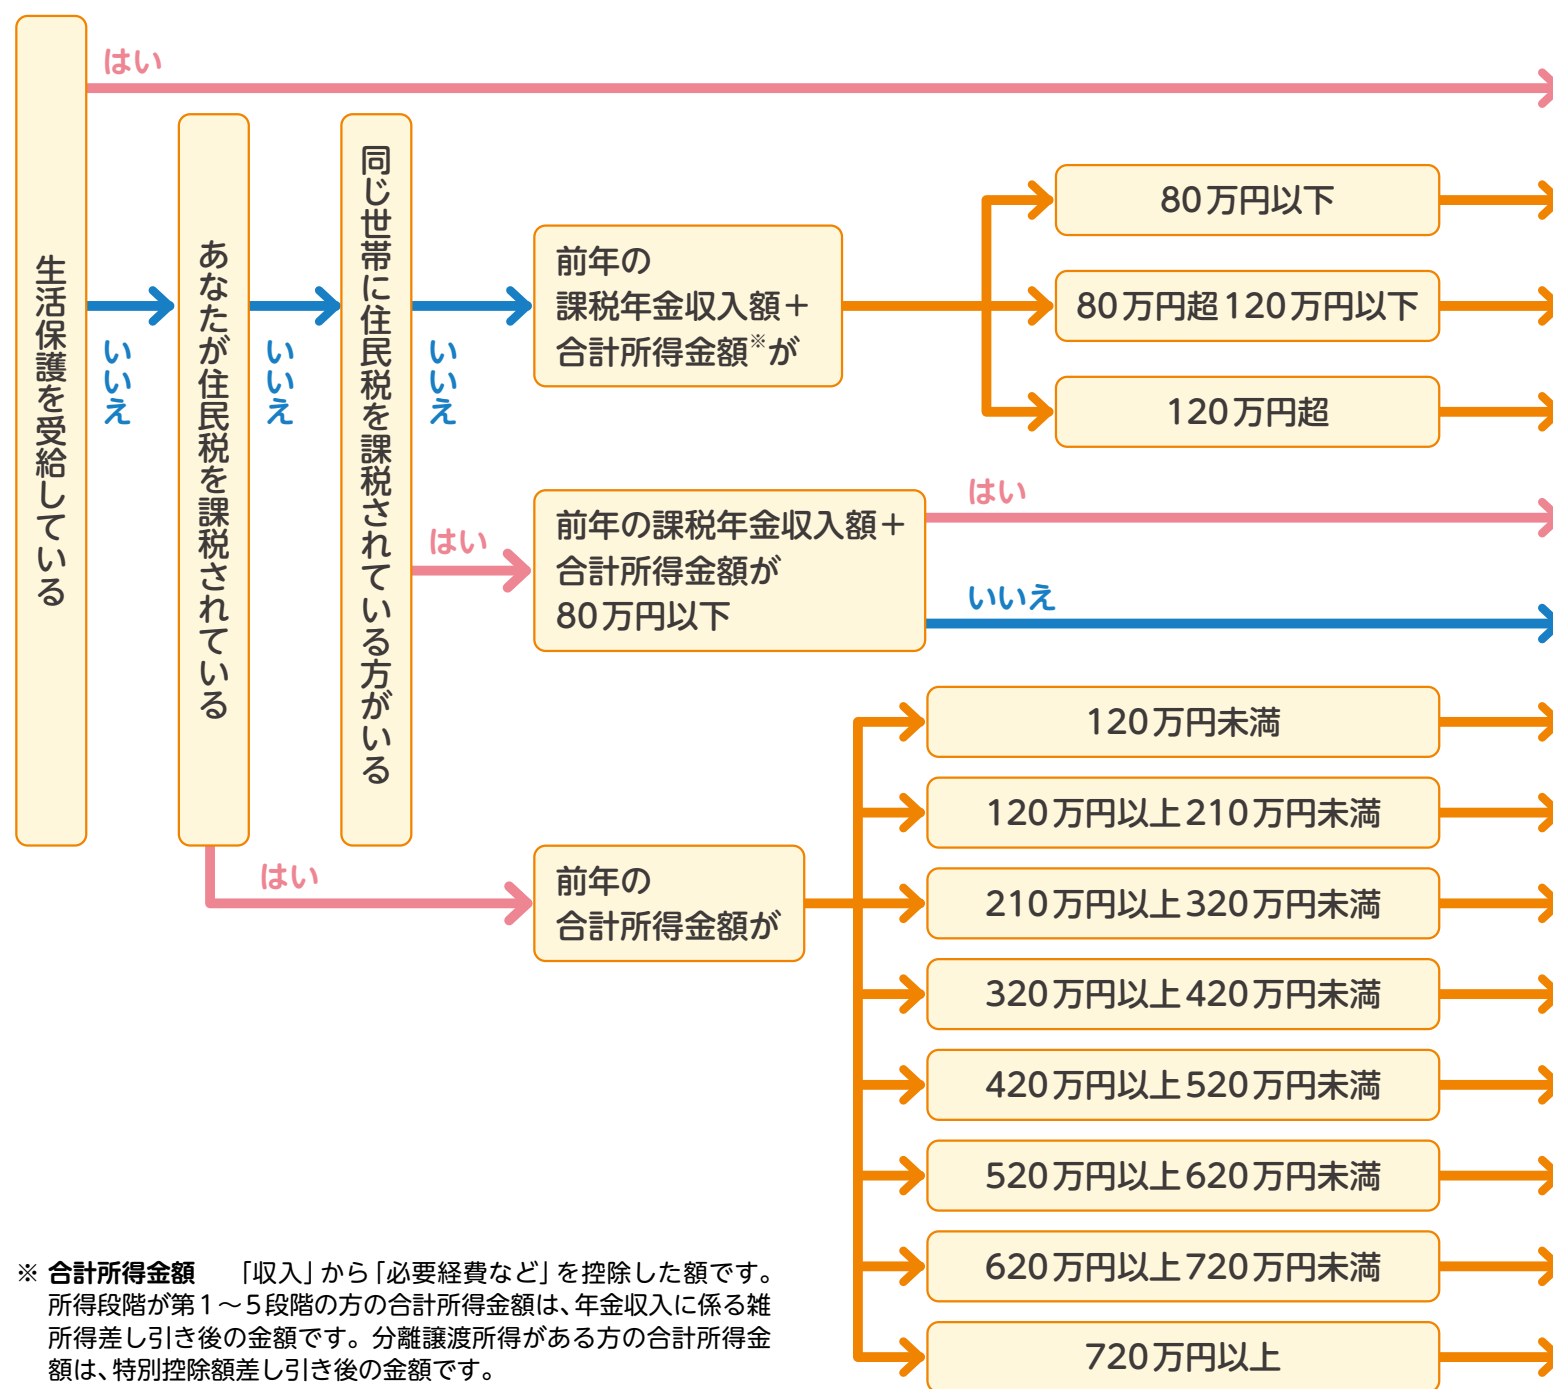 生活保護を受給している
はい
いいえ
あなたが住民税を課税されている
いいえ
はい
同じ世帯に住民税を課税されている方がいる
いいえ
はい
前年の
課税年金収入額＋
合計所得金額※が
80万円以下
80万円超120万円以下
120万円超
前年の課税年金収入額＋
合計所得金額が
80万円以下
はい
いいえ
前年の
合計所得金額が
120万円未満
120万円以上210万円未満
210万円以上320万円未満
320万円以上420万円未満
420万円以上520万円未満
520万円以上620万円未満
620万円以上720万円未満
720万円以上
※ 合計所得金額　「収入」から「必要経費など」を控除した額です。
所得段階が第1～5段階の方の合計所得金額は、年金収入に係る雑
所得差し引き後の金額です。分離譲渡所得がある方の合計所得金
額は、特別控除額差し引き後の金額です。